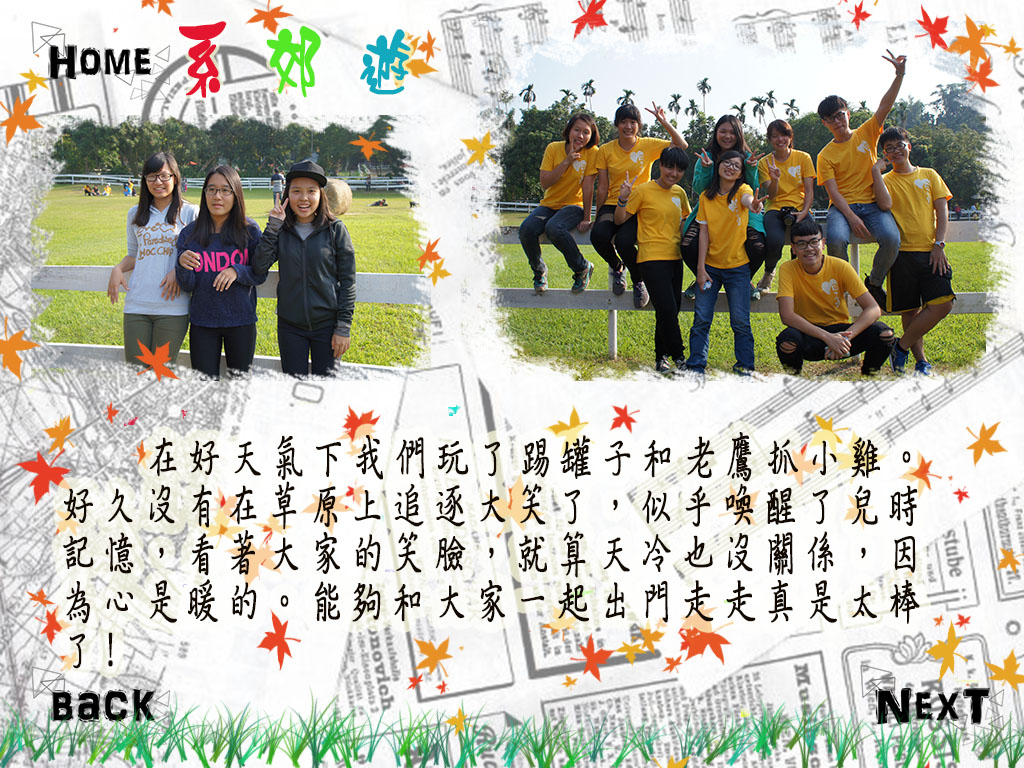 HOME 系郊遊
Paradise
LONDON
在好天氣下我們玩了踢罐子和老鷹抓小雞。
好久沒有在草原上追逐大笑了，似乎喚醒了兒時
記憶，看著大家的笑臉，就算天冷也沒關係，因
為心是暖的。能夠和大家一起出門走走真是太棒
了！
BACK
NEXT